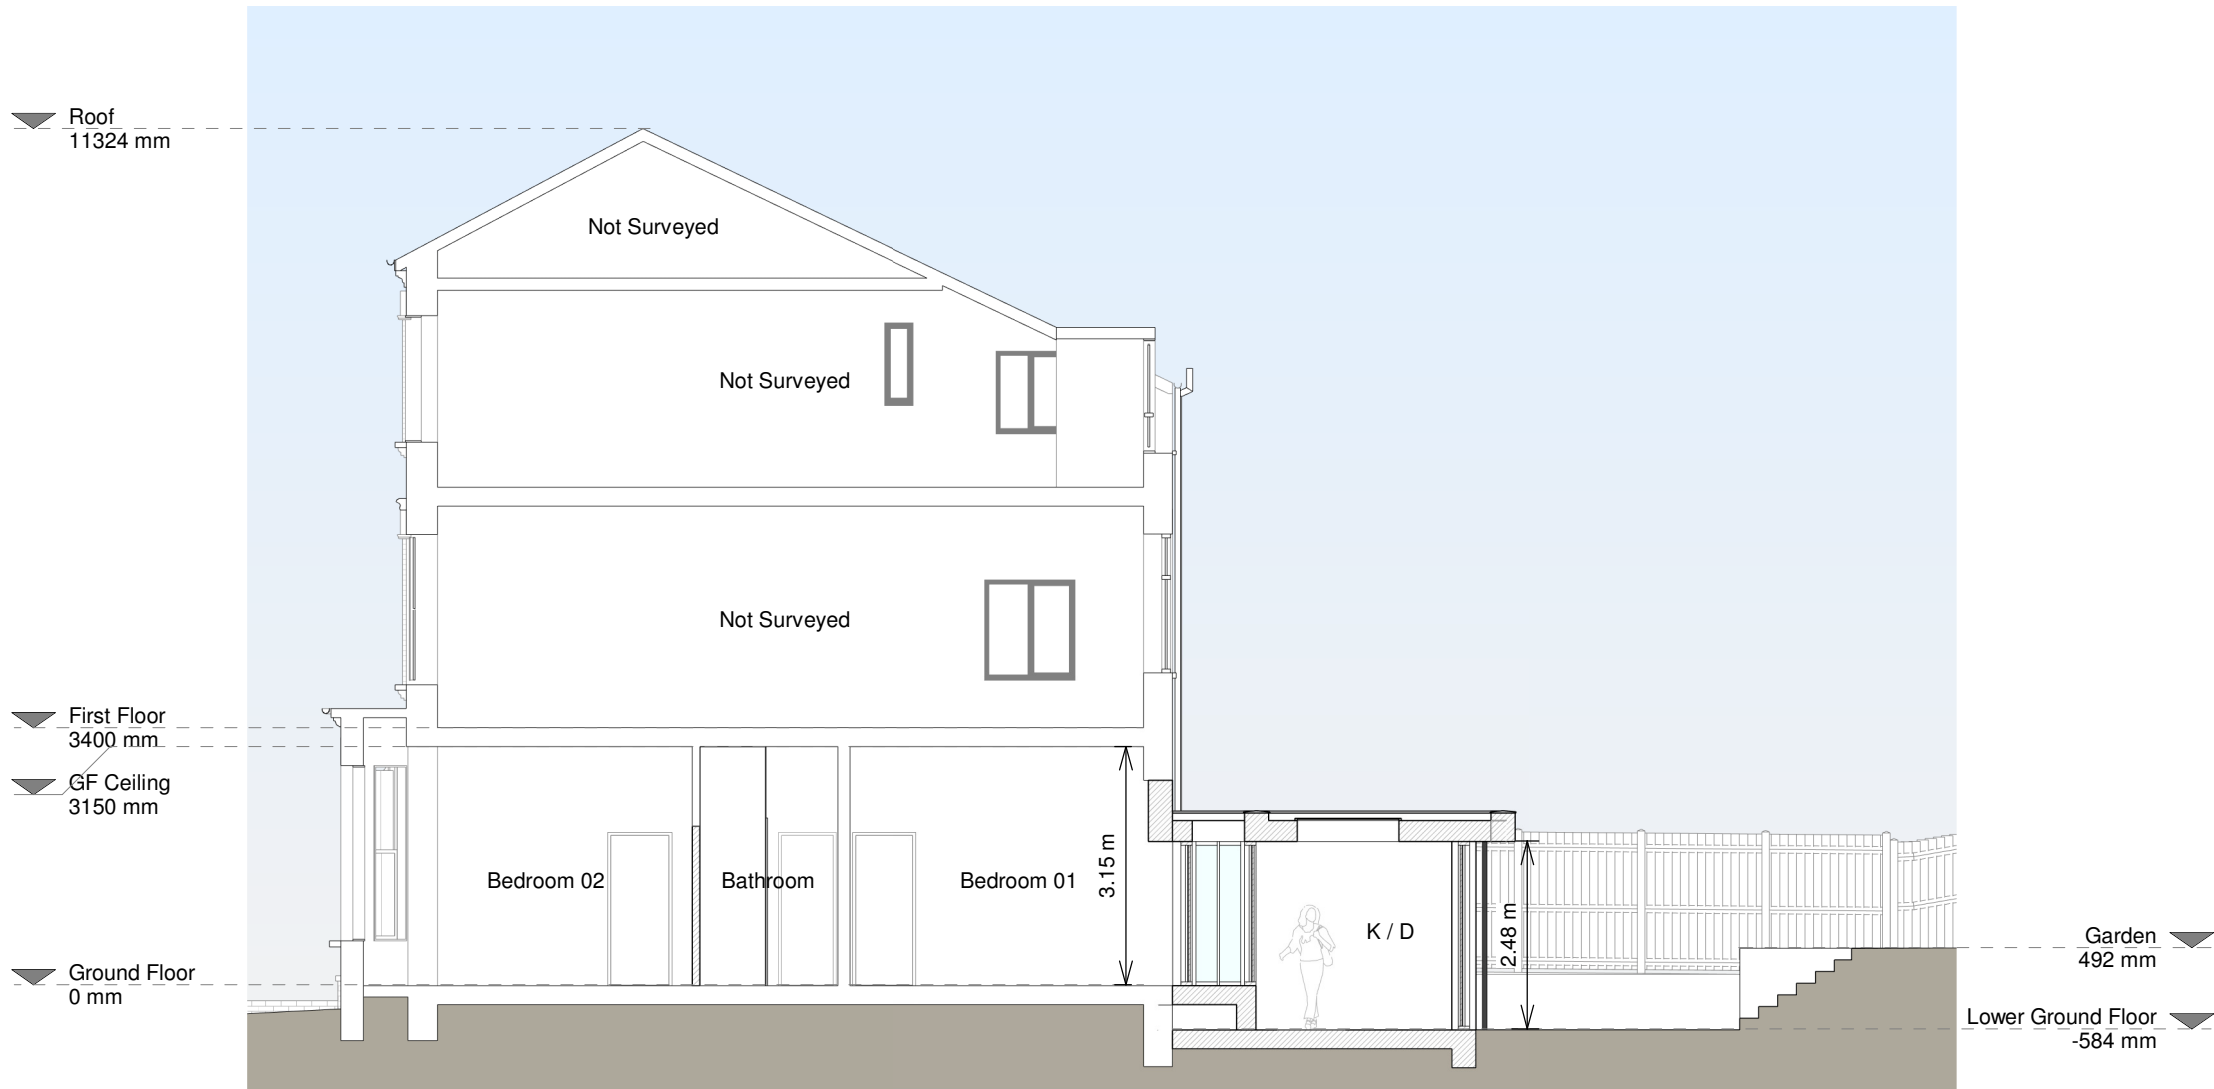 Roof
11324 mm
Not Surveyed
Not Surveyed
Not Surveyed
First Floor
3400 mm
GF Ceiling
3150 mm
Bedroom 02
Bathroom
Bedroom 01
3.15 m
K / D
2.48 m
Ground Floor
0 mm
Garden
492 mm
Lower Ground Floor
-584 mm